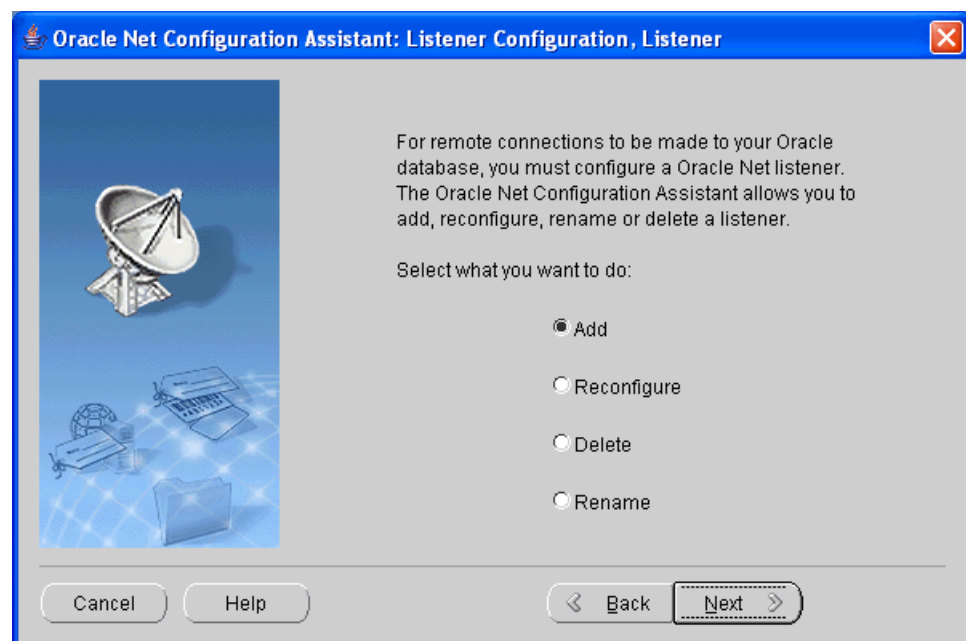 Oracle Net Configuration Assistant: Listener Configuration, Listener
For remote connections to be made to your Oracle
database, you must configure a Oracle Net listener.
The Oracle Net Configuration Assistant allows you to
add, reconfigure, rename or delete a listener.
Select what you want to do:
Add
Reconfigure
Delete
Rename
Cancel
Help
Back
Next